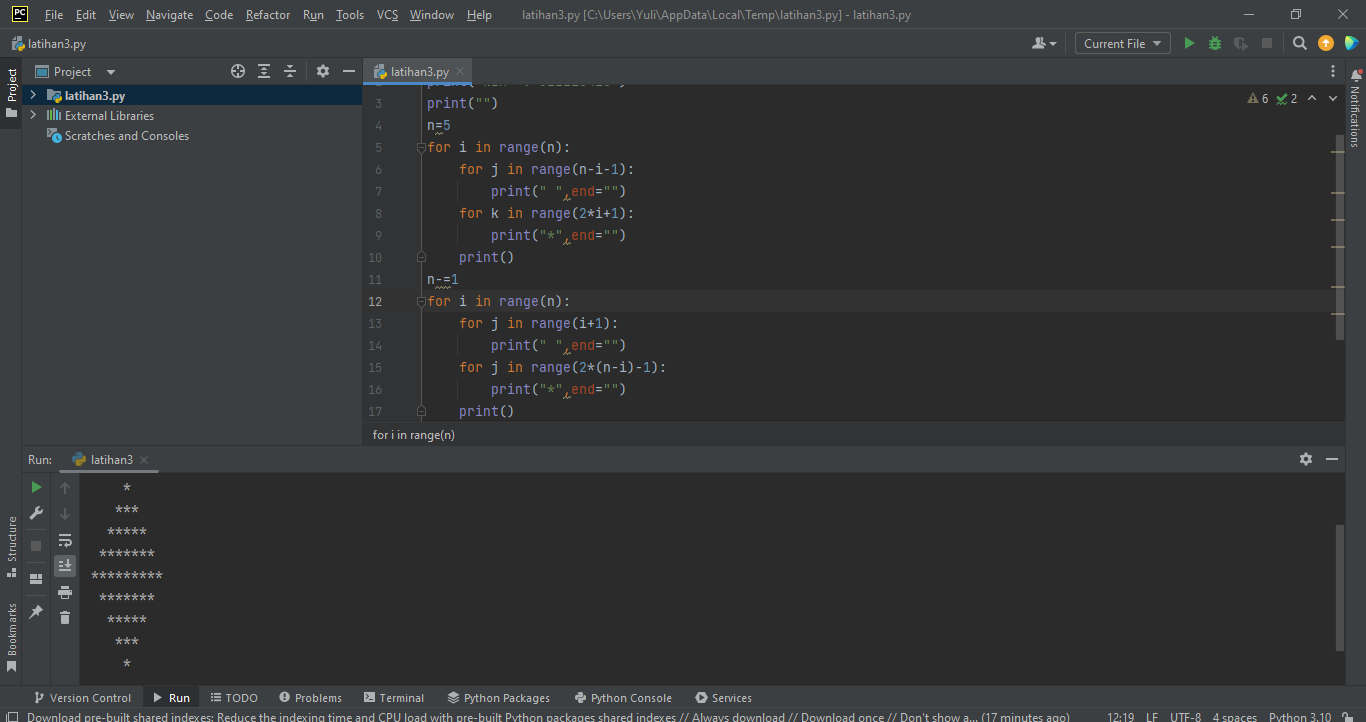 PC File Edit View Navigate Code Refactor Run Tools VCS Window Help latihan3.py [C:\Users\Yuli\AppData\Local\Temp\latihan3.py] - latihan3.py
latihan3.py Current File
Project
Project
latihan3.py
External Libraries
Scratches and Consoles
latihan3.py
6 2
3 print("")
4 n=5
5 for i in range(n):
6 for j in range(n-i-1):
7 print(" ",end="")
8 for k in range(2*i+1):
9 print("*",end="")
10 print()
11 n-=1
12 for i in range(n):
13 for j in range(i+1):
14 print(" ",end="")
15 for j in range(2*(n-i)-1):
16 print("*",end="")
17 print()
for i in range(n)
Notifications
Run: latihan3
*
***
*****
*******
*********
*******
*****
***
*
Structure
Bookmarks
Version Control Run TODO Problems Terminal Python Packages Python Console Services
Download pre-built shared indexes: Reduce the indexing time and CPU load with pre-built Python packages shared indexes // Always download // Download once // Don't show a... (17 minutes ago) 12:19 LF UTF-8 4 spaces Python 3.10